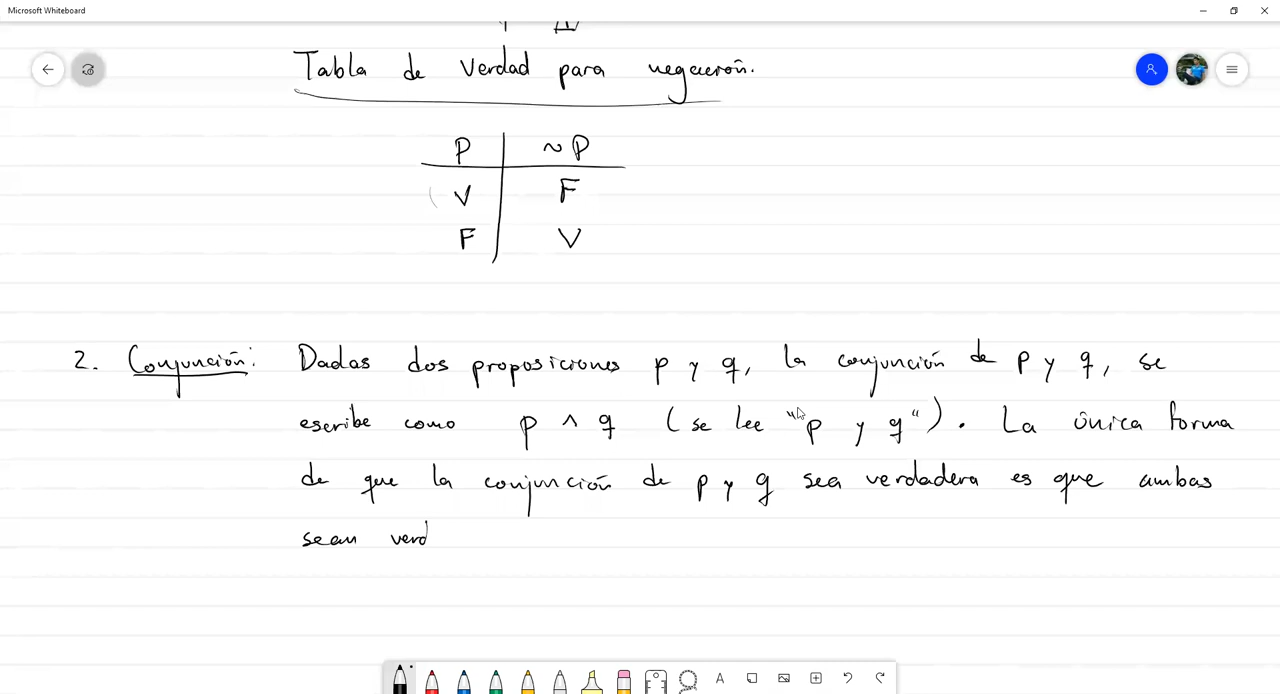 Microsoft Whiteboard
Tabla de Verdad para negación.
P ~P
V F
F V
2. Conjunción: Dadas dos proposiciones p y q, la conjunción de p y q, se
escribe como p ∧ q (se lee "p y q"). La única forma
de que la conjunción de p y q sea verdadera es que ambas
sean verd
A